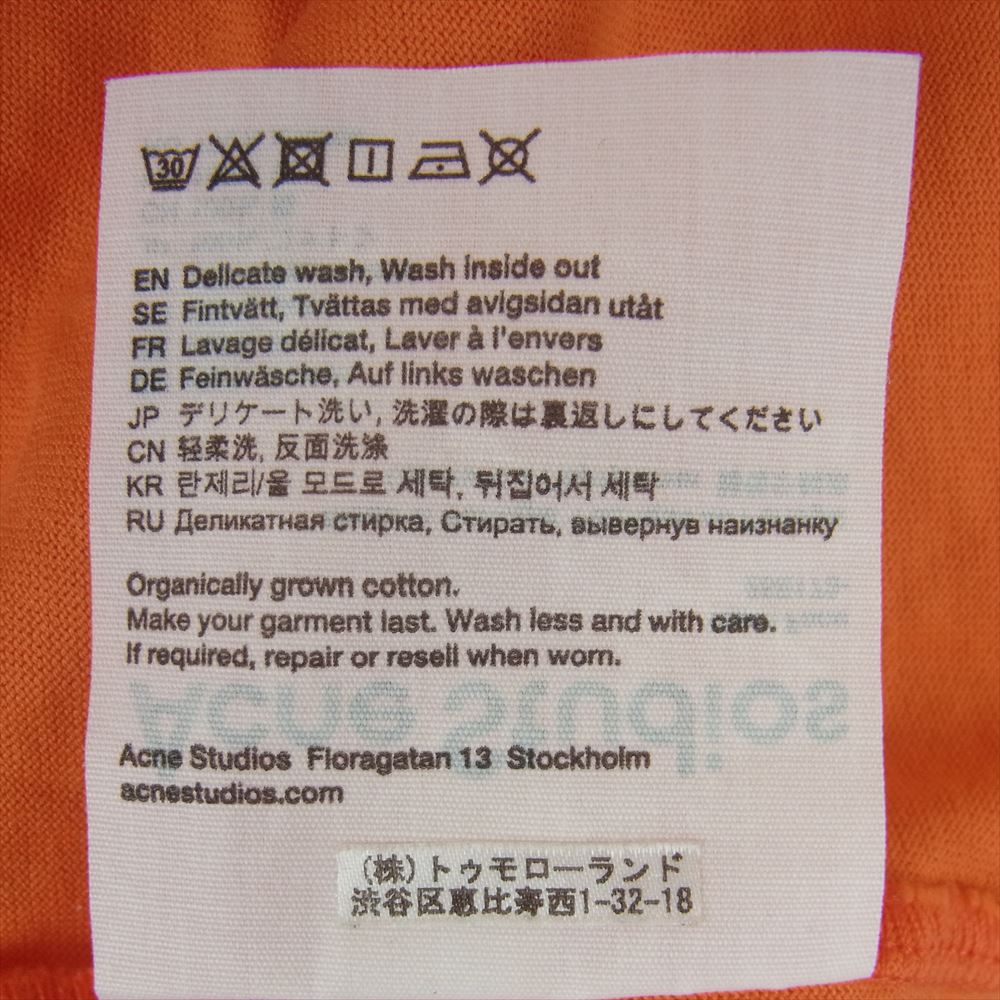 30
EN Delicate wash, Wash inside out
SE Fintvätt, Tvättas med avigsidan utåt
FR Lavage délicat, Laver à l'envers
DE Feinwäsche, Auf links waschen
JP デリケート洗い, 洗濯の際は裏返しにしてください
CN 轻柔洗, 反面洗涤
KR 란제리/울 모드로 세탁, 뒤집어서 세탁
RU Деликатная стирка, Стирать, вывернув наизнанку
Organically grown cotton.
Make your garment last. Wash less and with care.
If required, repair or resell when worn.
Acne Studios
Acne Studios Floragatan 13 Stockholm
acnestudios.com
(株)トゥモローランド
渋谷区恵比寿西1-32-18